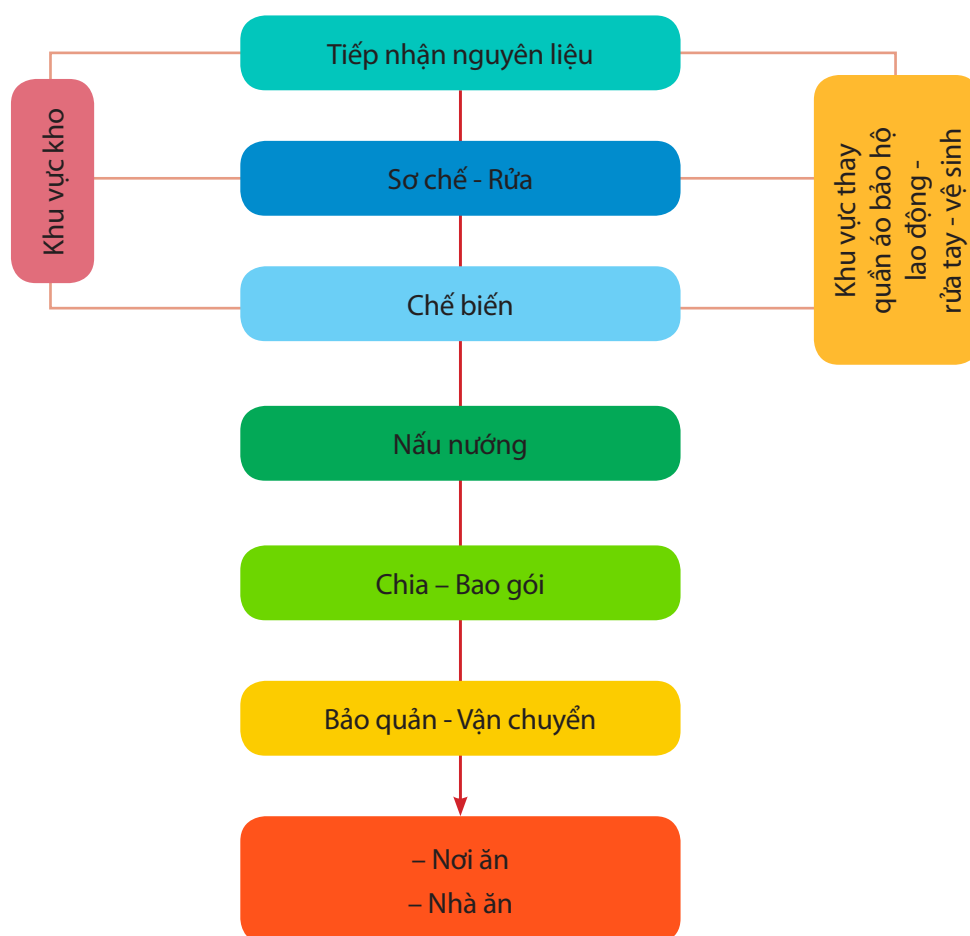 Tiếp nhận nguyên liệu
Khu vực kho
Khu vực thay
quần áo bảo hộ
lao động -
rửa tay - vệ sinh
Sơ chế - Rửa
Chế biến
Nấu nướng
Chia – Bao gói
Bảo quản - Vận chuyển
– Nơi ăn
– Nhà ăn